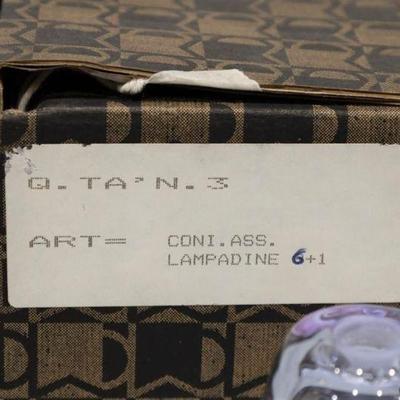 Q.TA'N.3
ART= CONI.ASS.
LAMPADINE 6+1